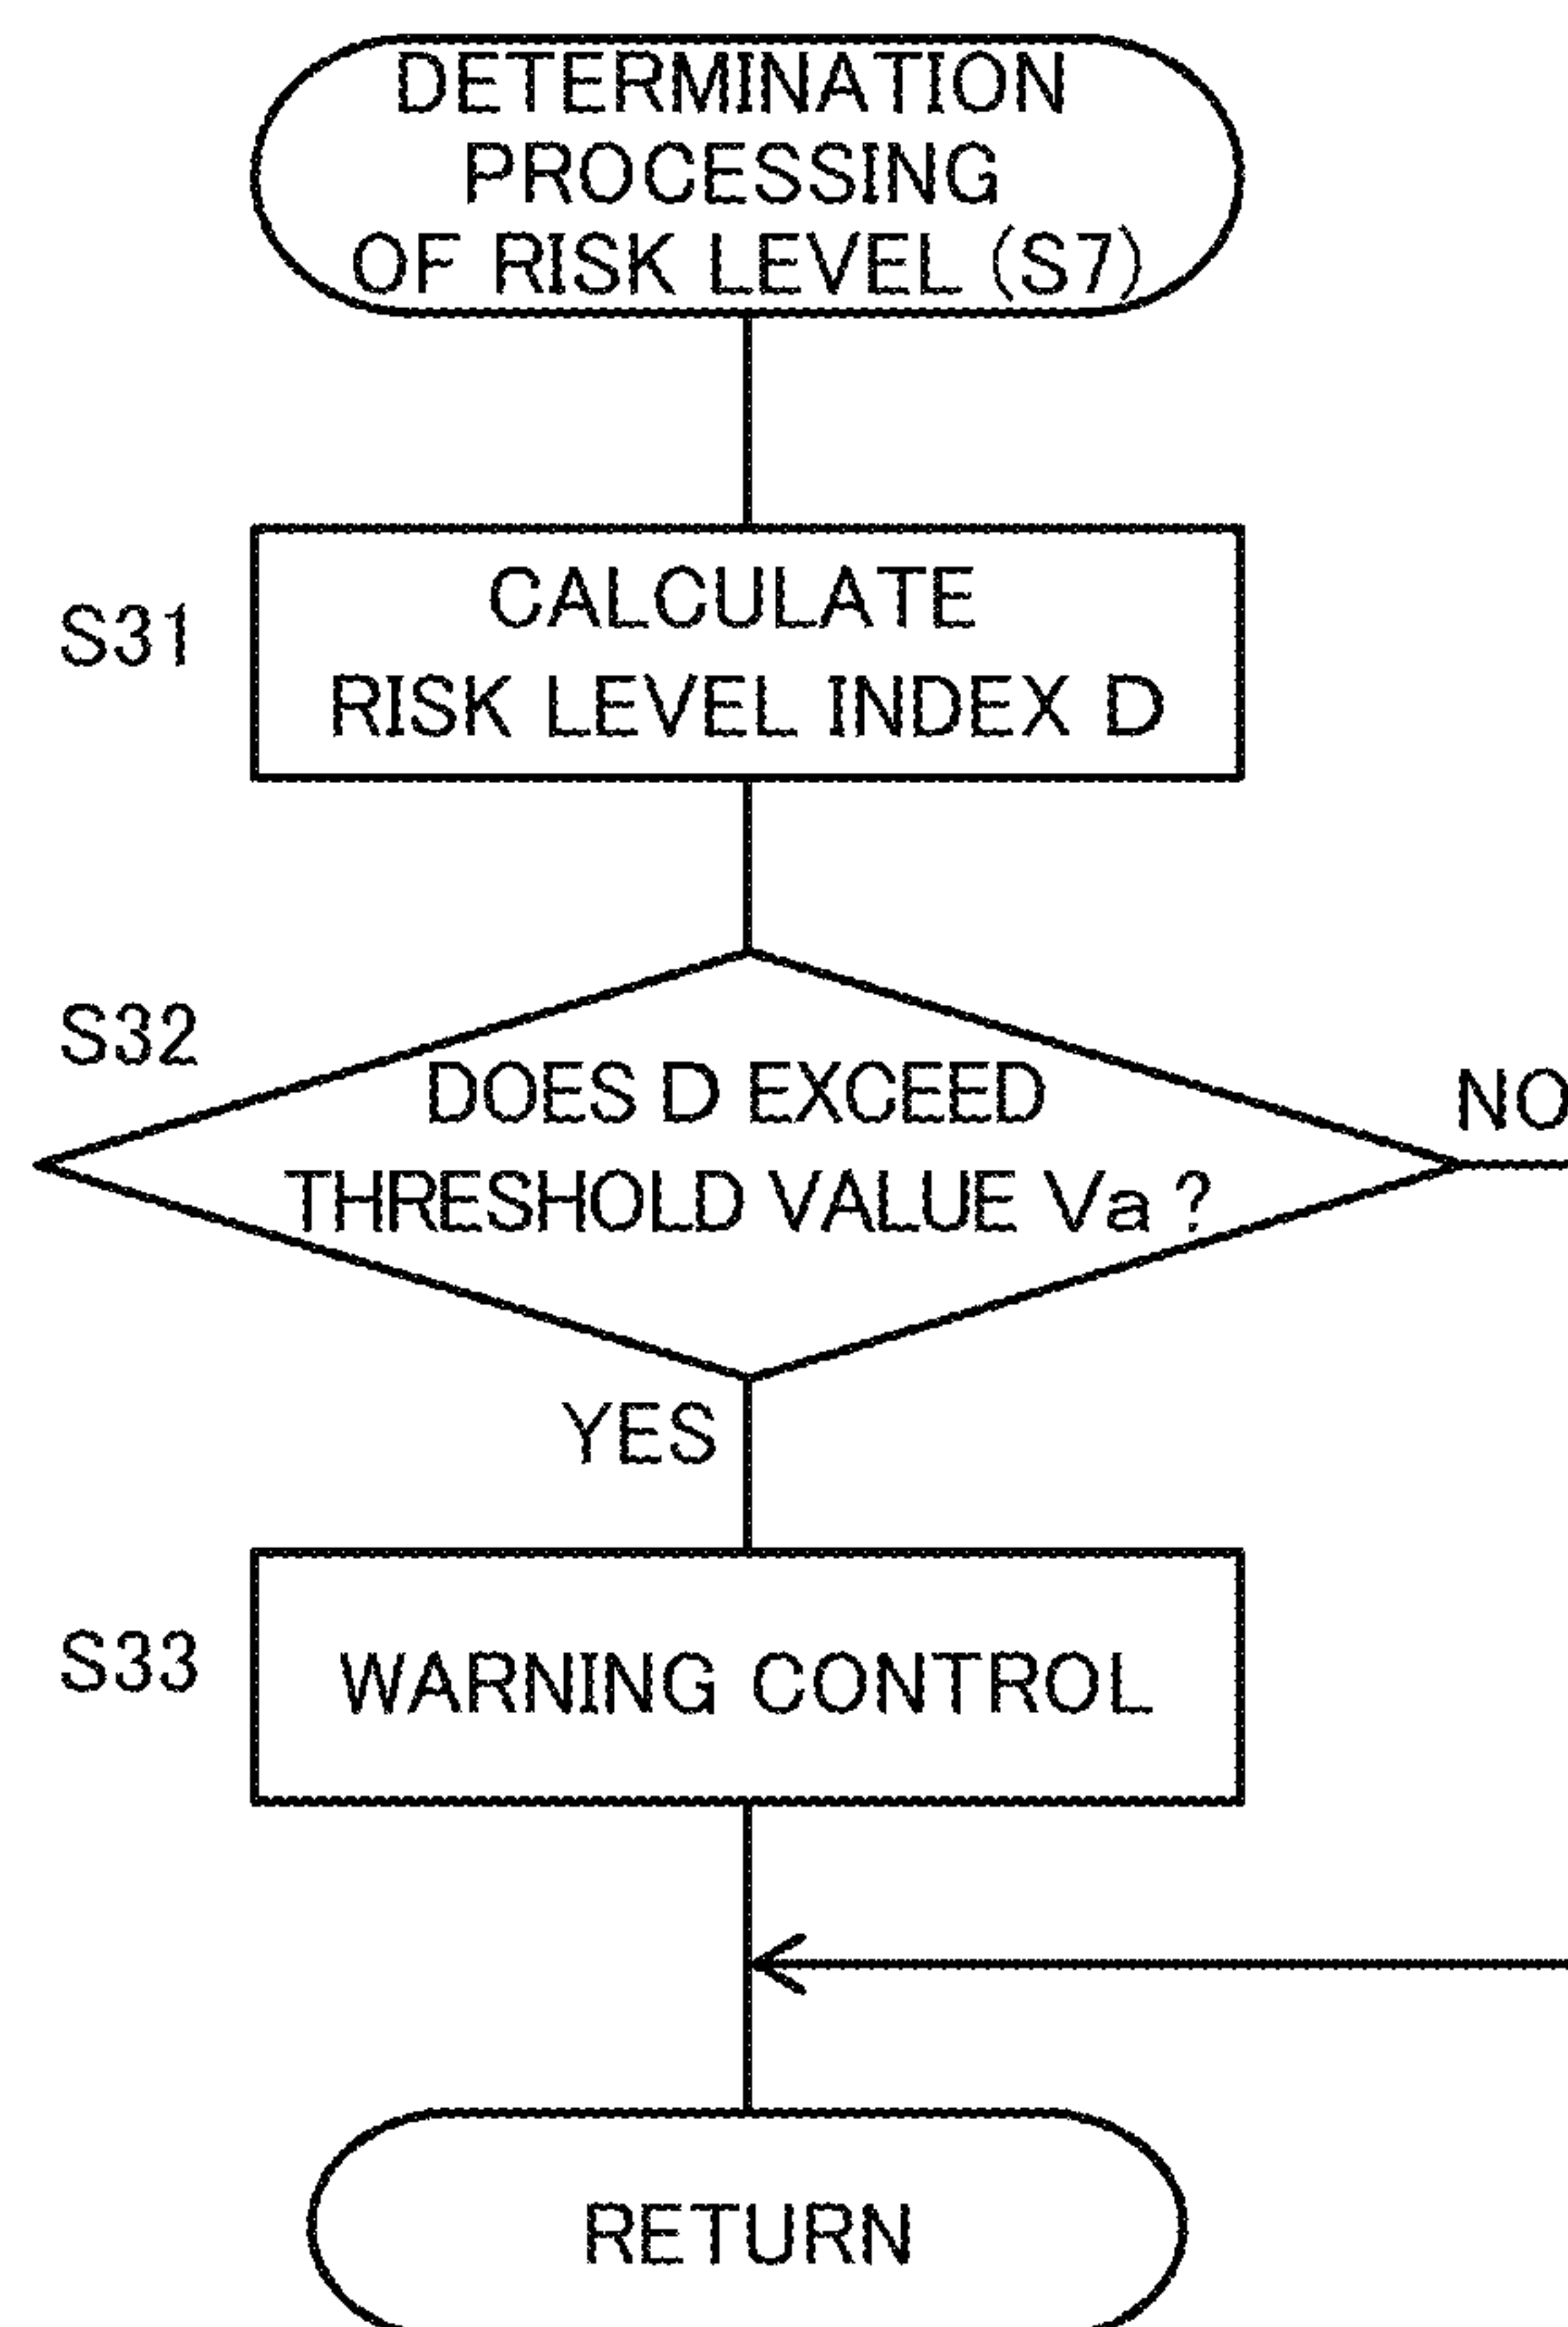 DETERMINATION
PROCESSING
OF RISK LEVEL (S7)
S31
CALCULATE
RISK LEVEL INDEX D
S32
DOES D EXCEED
THRESHOLD VALUE Va ?
NO
YES
S33
WARNING CONTROL
RETURN